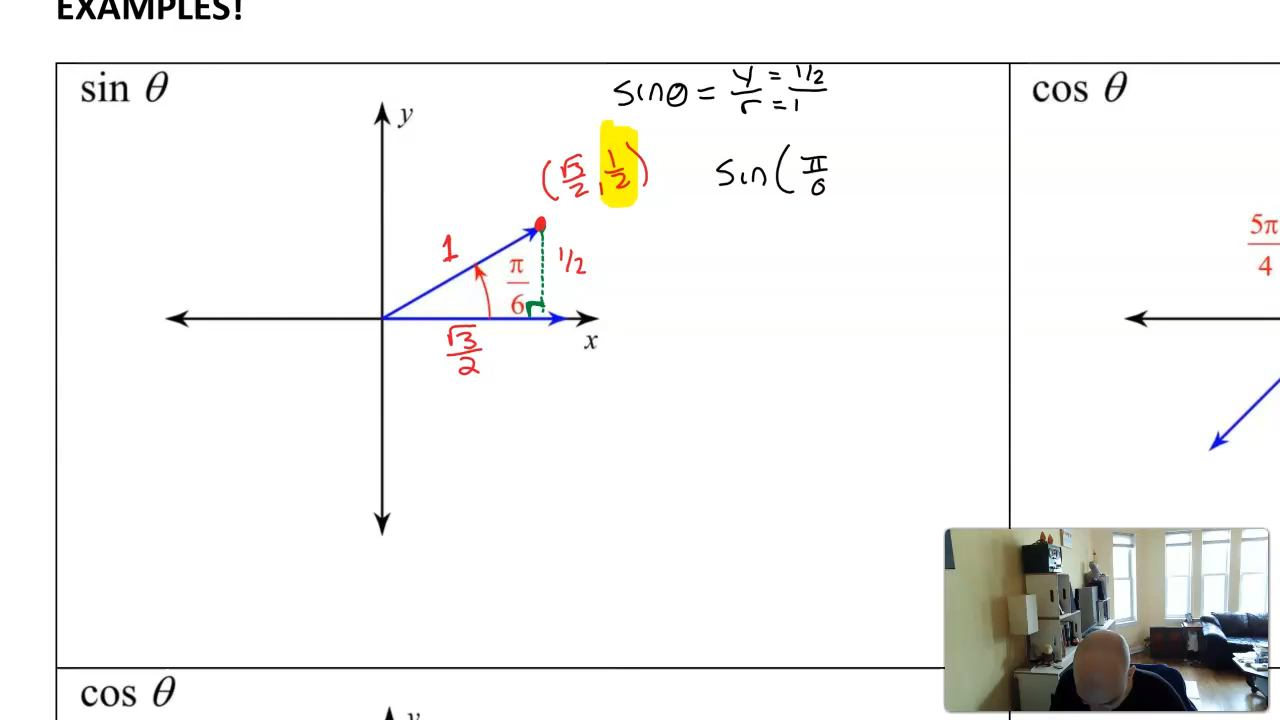 EXAMPLES!
sin θ
sinθ = y/r = 1/2 / = 1
cos θ
y
(√3/2, 1/2)
sin(π/6
1
1/2
π/6
5π/4
x
√3/2
cos θ
y